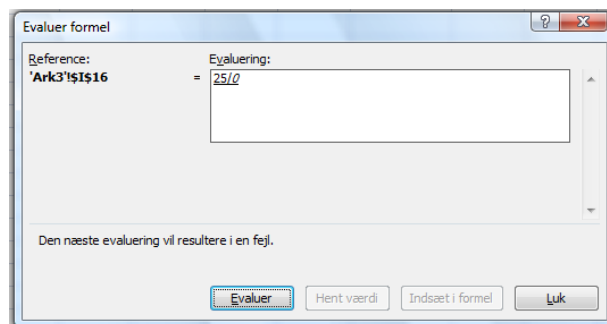 Evaluer formel
Reference:
Evaluering:
'Ark3'!$I$16
=
25/0
Den næste evaluering vil resultere i en fejl.
Evaluer
Hent værdi
Indsæt i formel
Luk